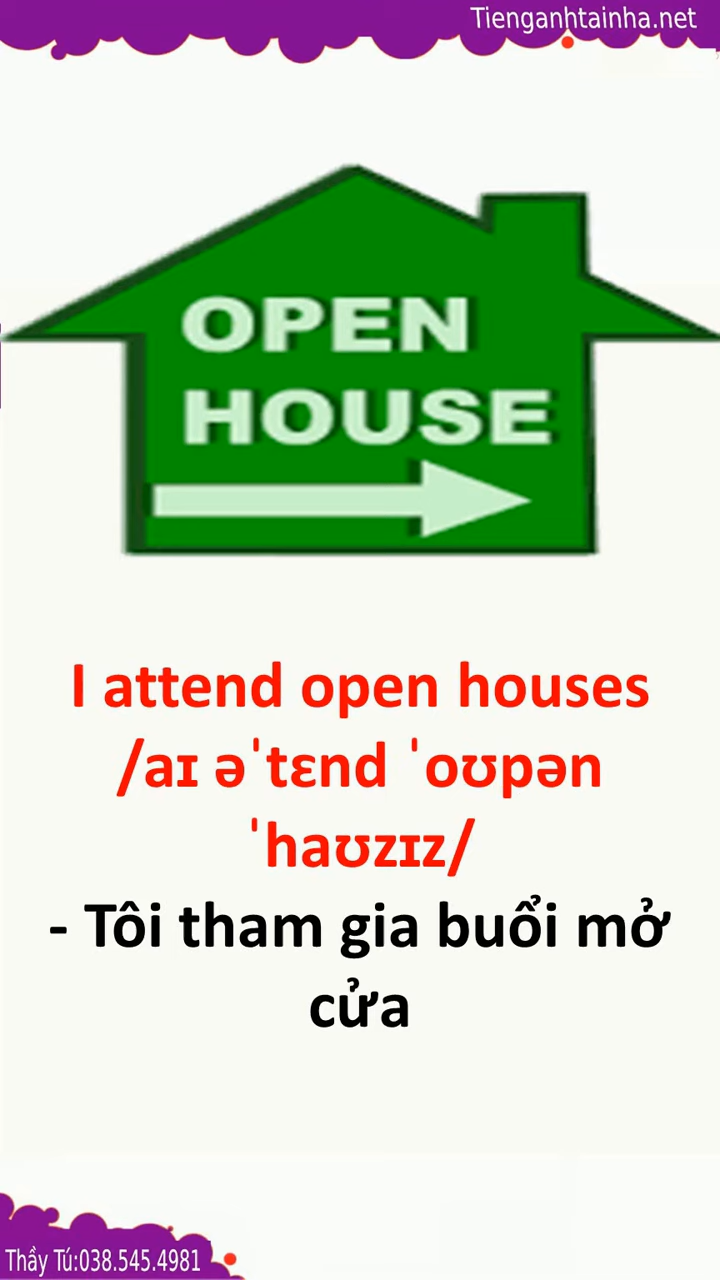 Tienganhtainha.net
OPEN
HOUSE
I attend open houses
/aɪ əˈtɛnd ˈoʊpən
ˈhaʊzɪz/
- Tôi tham gia buổi mở
cửa
Thầy Tú:038.545.4981